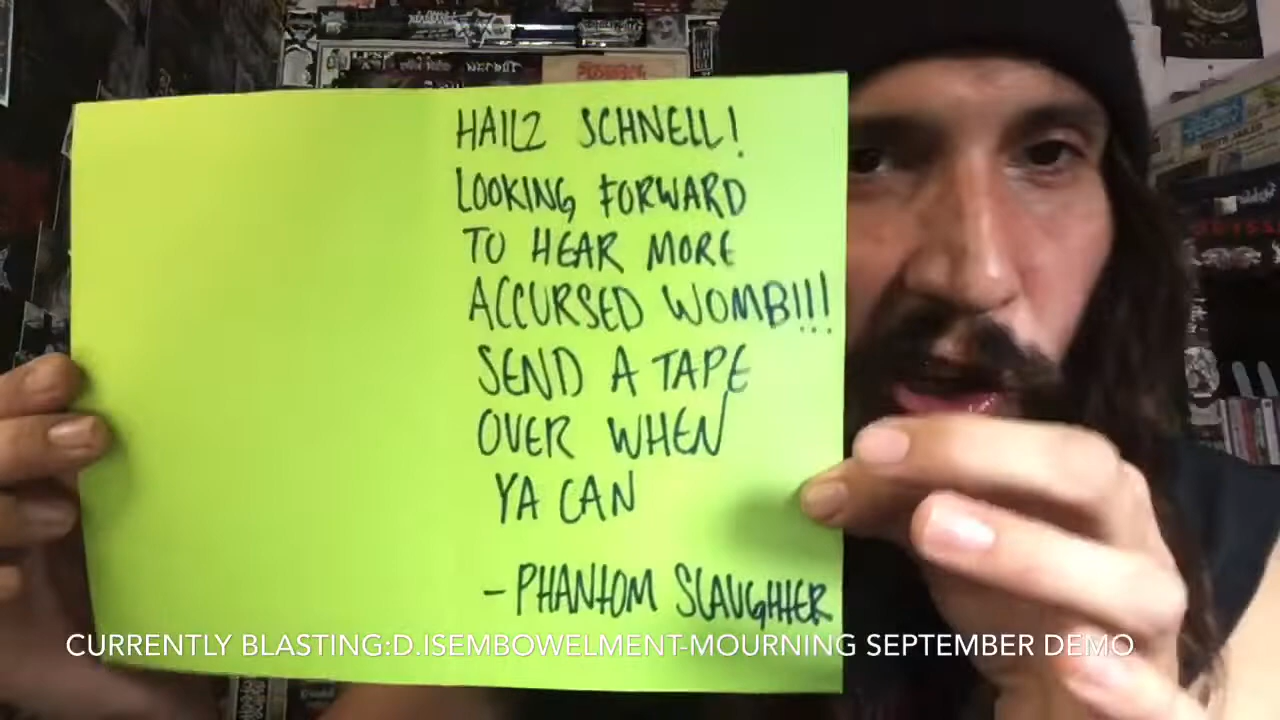 HAILZ SCHNELL!
LOOKING FORWARD
TO HEAR MORE
ACCURSED WOMB!!!
SEND A TAPE
OVER WHEN
YA CAN
- PHANTOM SLAUGHTER
CURRENTLY BLASTING:D.ISEMBOWELMENT-MOURNING SEPTEMBER DEMO